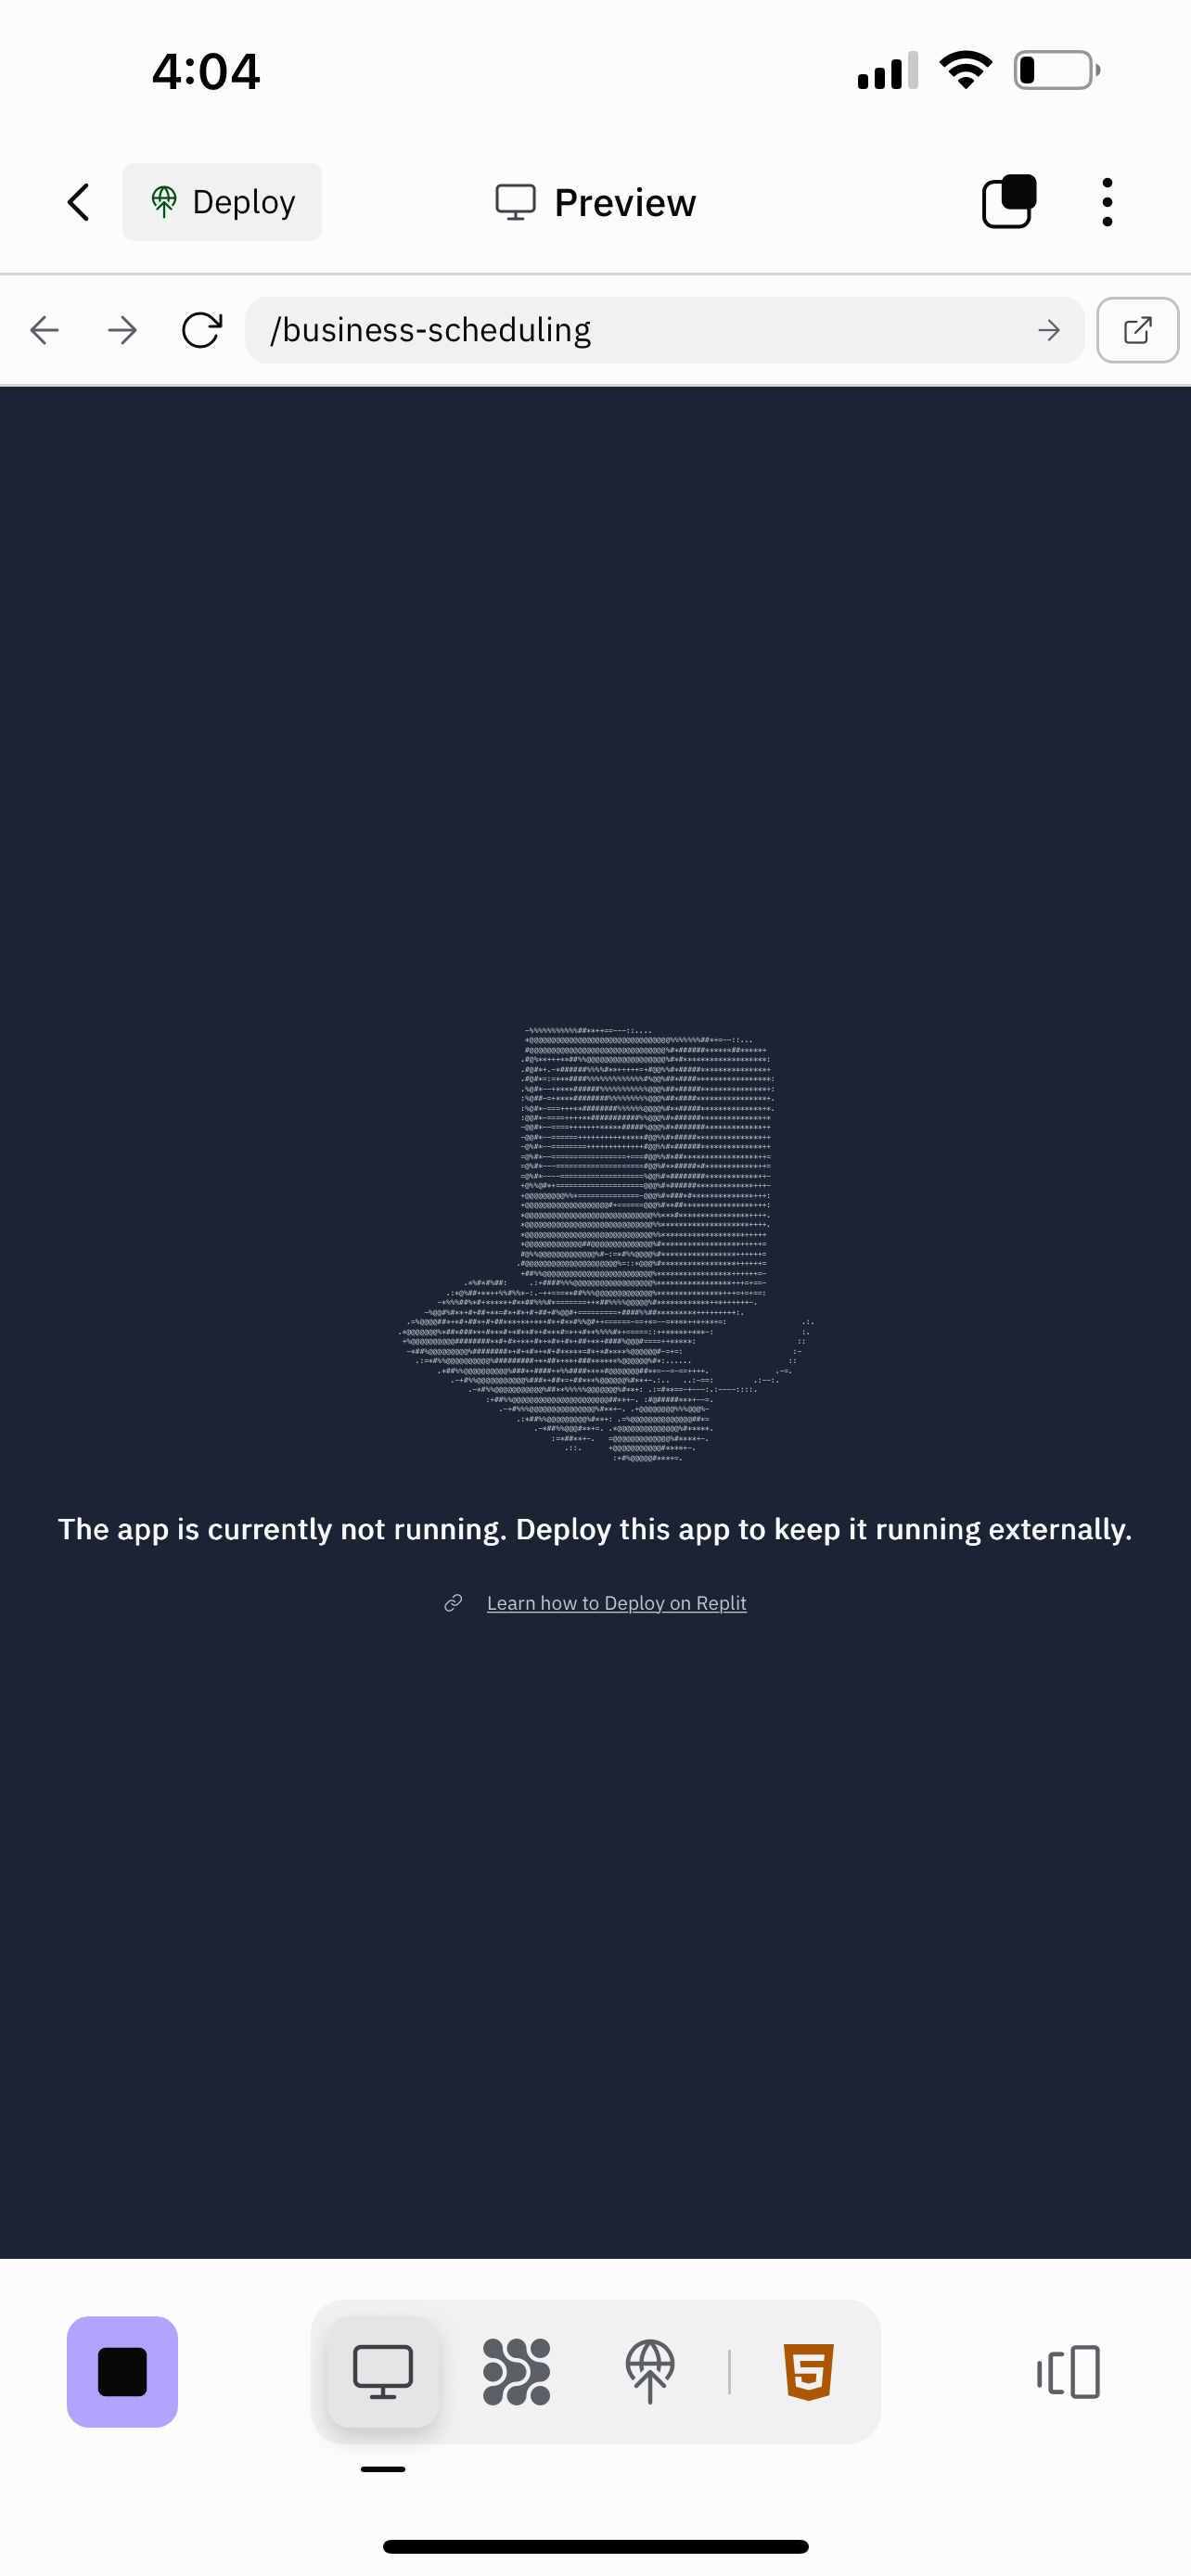 4:04
Deploy
Preview
/business-scheduling
The app is currently not running. Deploy this app to keep it running externally.
Learn how to Deploy on Replit